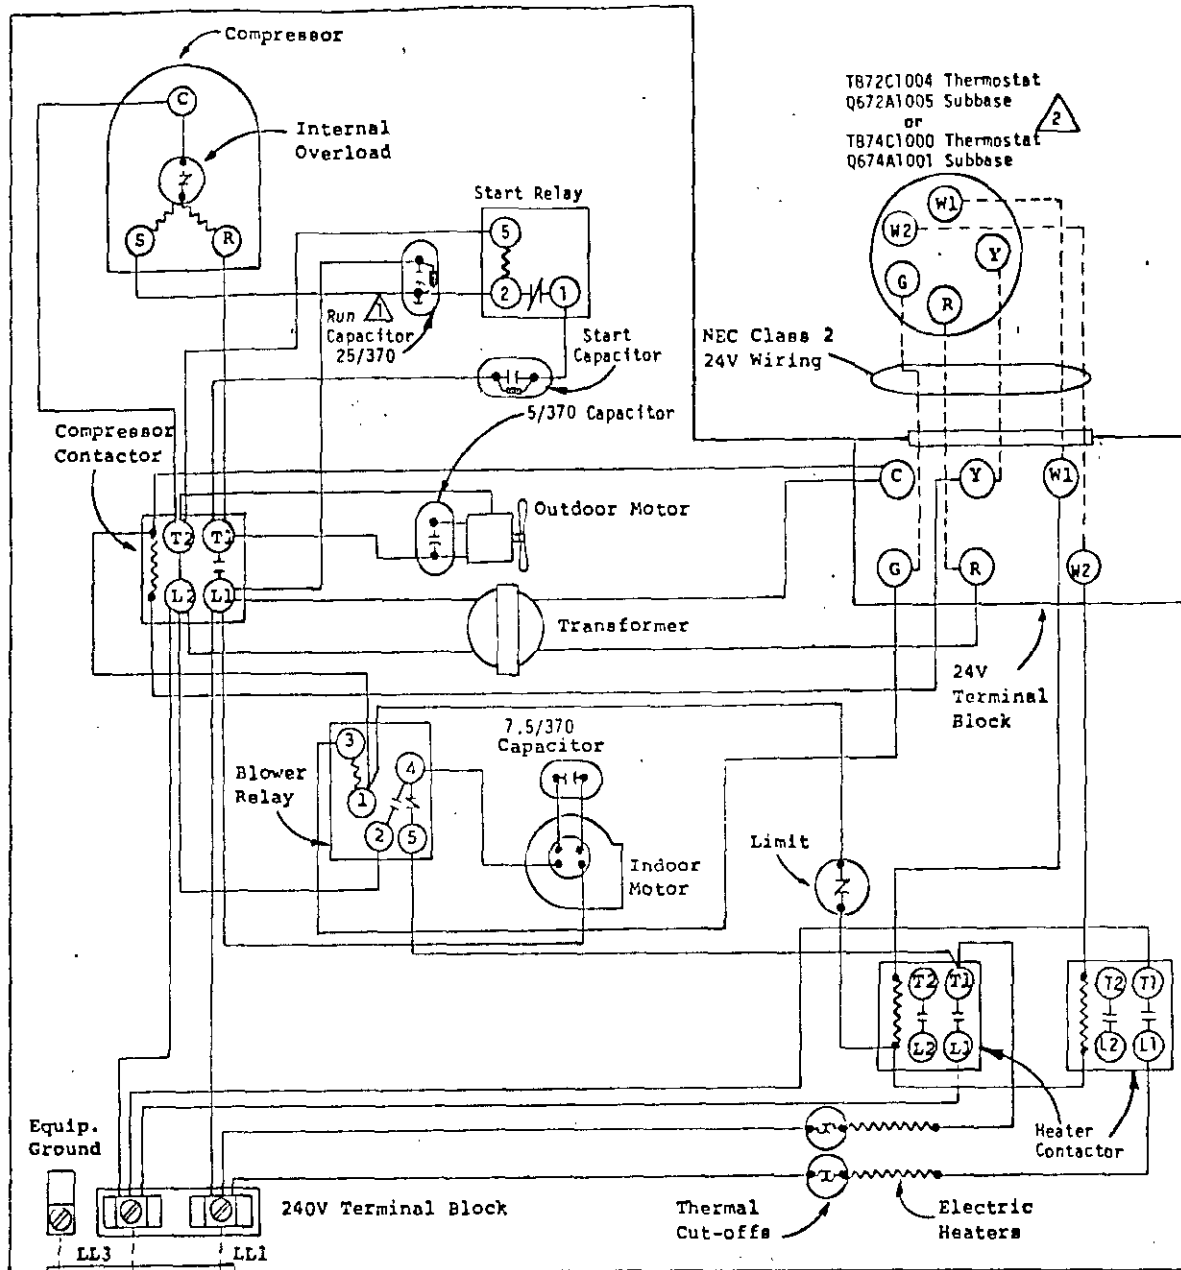 Compressor
TB72C1004 Thermostat
Q672A1005 Subbase
or
TB74C1000 Thermostat
Q674A1001 Subbase
2
C
Internal
Overload
S
R
Start Relay
5
2
1
1
Run
Capacitor
25/370
Start
Capacitor
5/370 Capacitor
W1
W2
Y
G
R
NEC Class 2
24V Wiring
Compressor
Contactor
T2
T1
L2
L1
Outdoor Motor
Transformer
C
Y
W1
G
R
W2
24V
Terminal
Block
3
4
1
2
5
Blower
Relay
7.5/370
Capacitor
Indoor
Motor
Limit
T2
T1
L2
L1
T2
T1
L2
L1
Heater
Contactor
Equip.
Ground
240V Terminal Block
Thermal
Cut-offs
Electric
Heaters
LL3
LL1